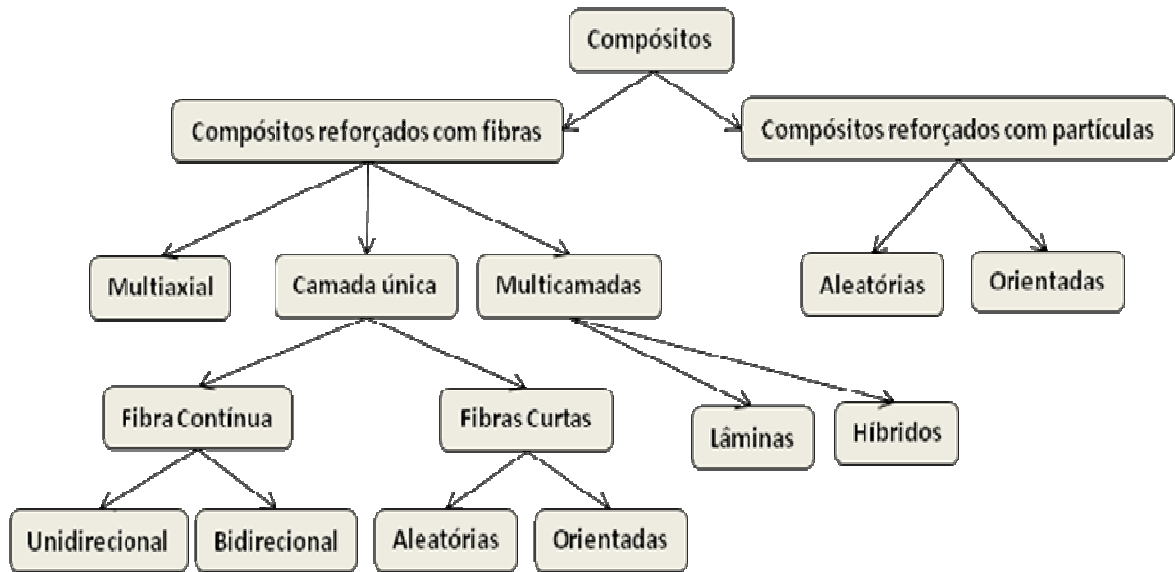 Compósitos
Compósitos reforçados com fibras
Compósitos reforçados com partículas
Multiaxial
Camada única
Multicamadas
Aleatórias
Orientadas
Fibra Contínua
Fibras Curtas
Lâminas
Híbridos
Unidirecional
Bidirecional
Aleatórias
Orientadas